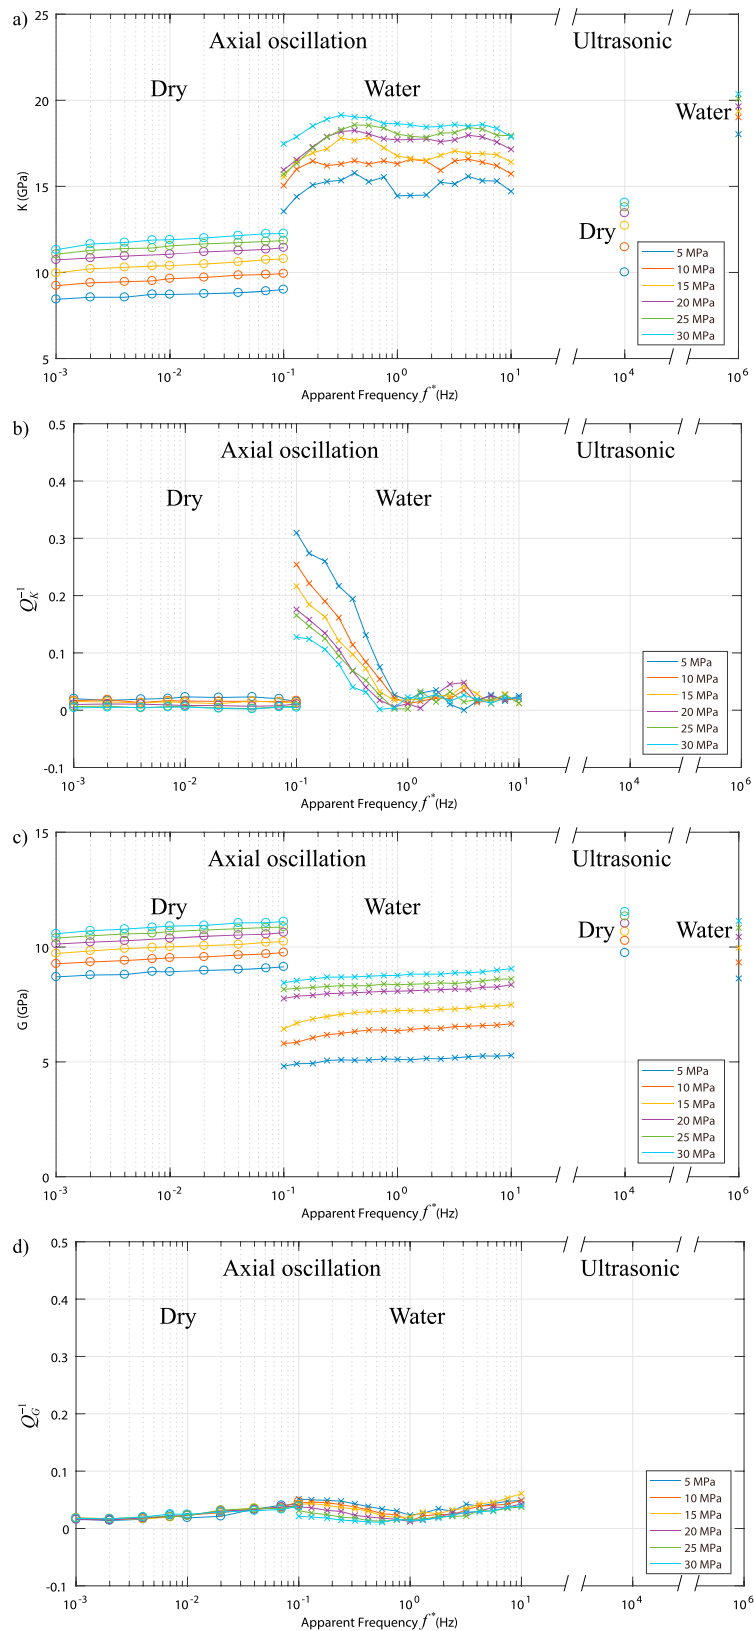 a)
25
Axial oscillation
Ultrasonic
Dry
Water
20
Water
K (GPa)
15
Dry
10
5 MPa
10 MPa
15 MPa
20 MPa
25 MPa
30 MPa
5
10⁻³
10⁻²
10⁻¹
10⁰
10¹
10⁴
10⁶
Apparent Frequency f*(Hz)
b)
0.5
Axial oscillation
Ultrasonic
0.4
Dry
Water
0.3
Q_K⁻¹
0.2
0.1
5 MPa
10 MPa
15 MPa
20 MPa
25 MPa
30 MPa
0
-0.1
10⁻³
10⁻²
10⁻¹
10⁰
10¹
10⁴
10⁶
Apparent Frequency f*(Hz)
c)
15
Axial oscillation
Ultrasonic
Dry
Water
Dry
Water
10
G (GPa)
5
5 MPa
10 MPa
15 MPa
20 MPa
25 MPa
30 MPa
0
10⁻³
10⁻²
10⁻¹
10⁰
10¹
10⁴
10⁶
Apparent Frequency f*(Hz)
d)
0.5
Axial oscillation
Ultrasonic
0.4
Dry
Water
0.3
Q_G⁻¹
0.2
0.1
5 MPa
10 MPa
15 MPa
20 MPa
25 MPa
30 MPa
0
-0.1
10⁻³
10⁻²
10⁻¹
10⁰
10¹
10⁴
10⁶
Apparent Frequency f*(Hz)